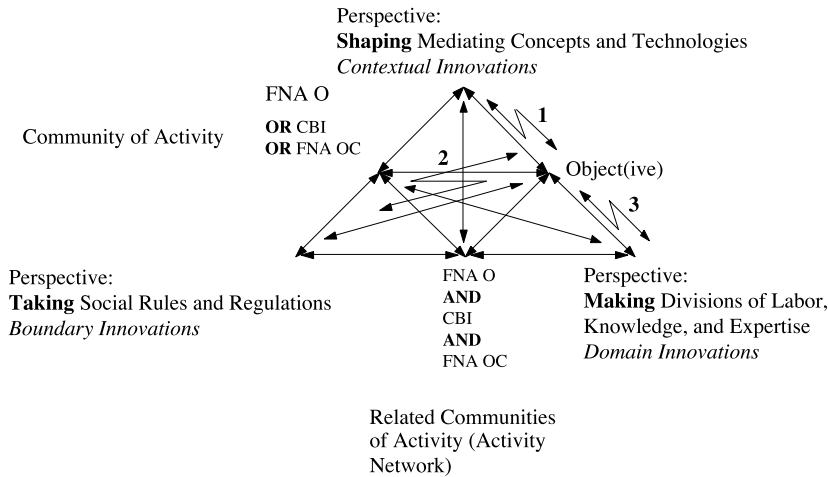 Perspective:
Shaping Mediating Concepts and Technologies
Contextual Innovations
FNA O
OR CBI
OR FNA OC
Community of Activity
1
2
Object(ive)
3
Perspective:
Taking Social Rules and Regulations
Boundary Innovations
FNA O
AND
CBI
AND
FNA OC
Perspective:
Making Divisions of Labor,
Knowledge, and Expertise
Domain Innovations
Related Communities
of Activity (Activity
Network)